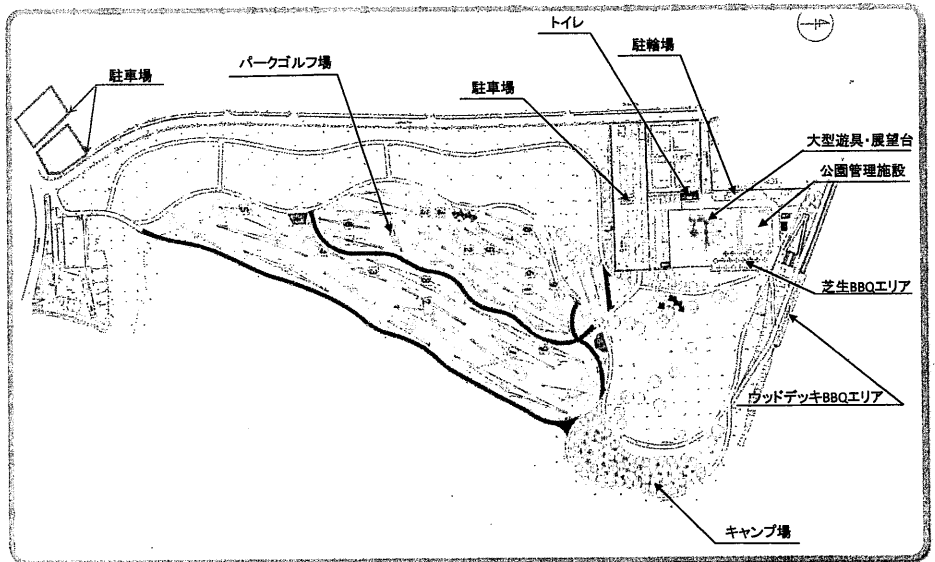 トイレ
駐輪場
パークゴルフ場
駐車場
駐車場
大型遊具・展望台
公園管理施設
芝生BBQエリア
ウッドデッキBBQエリア
キャンプ場